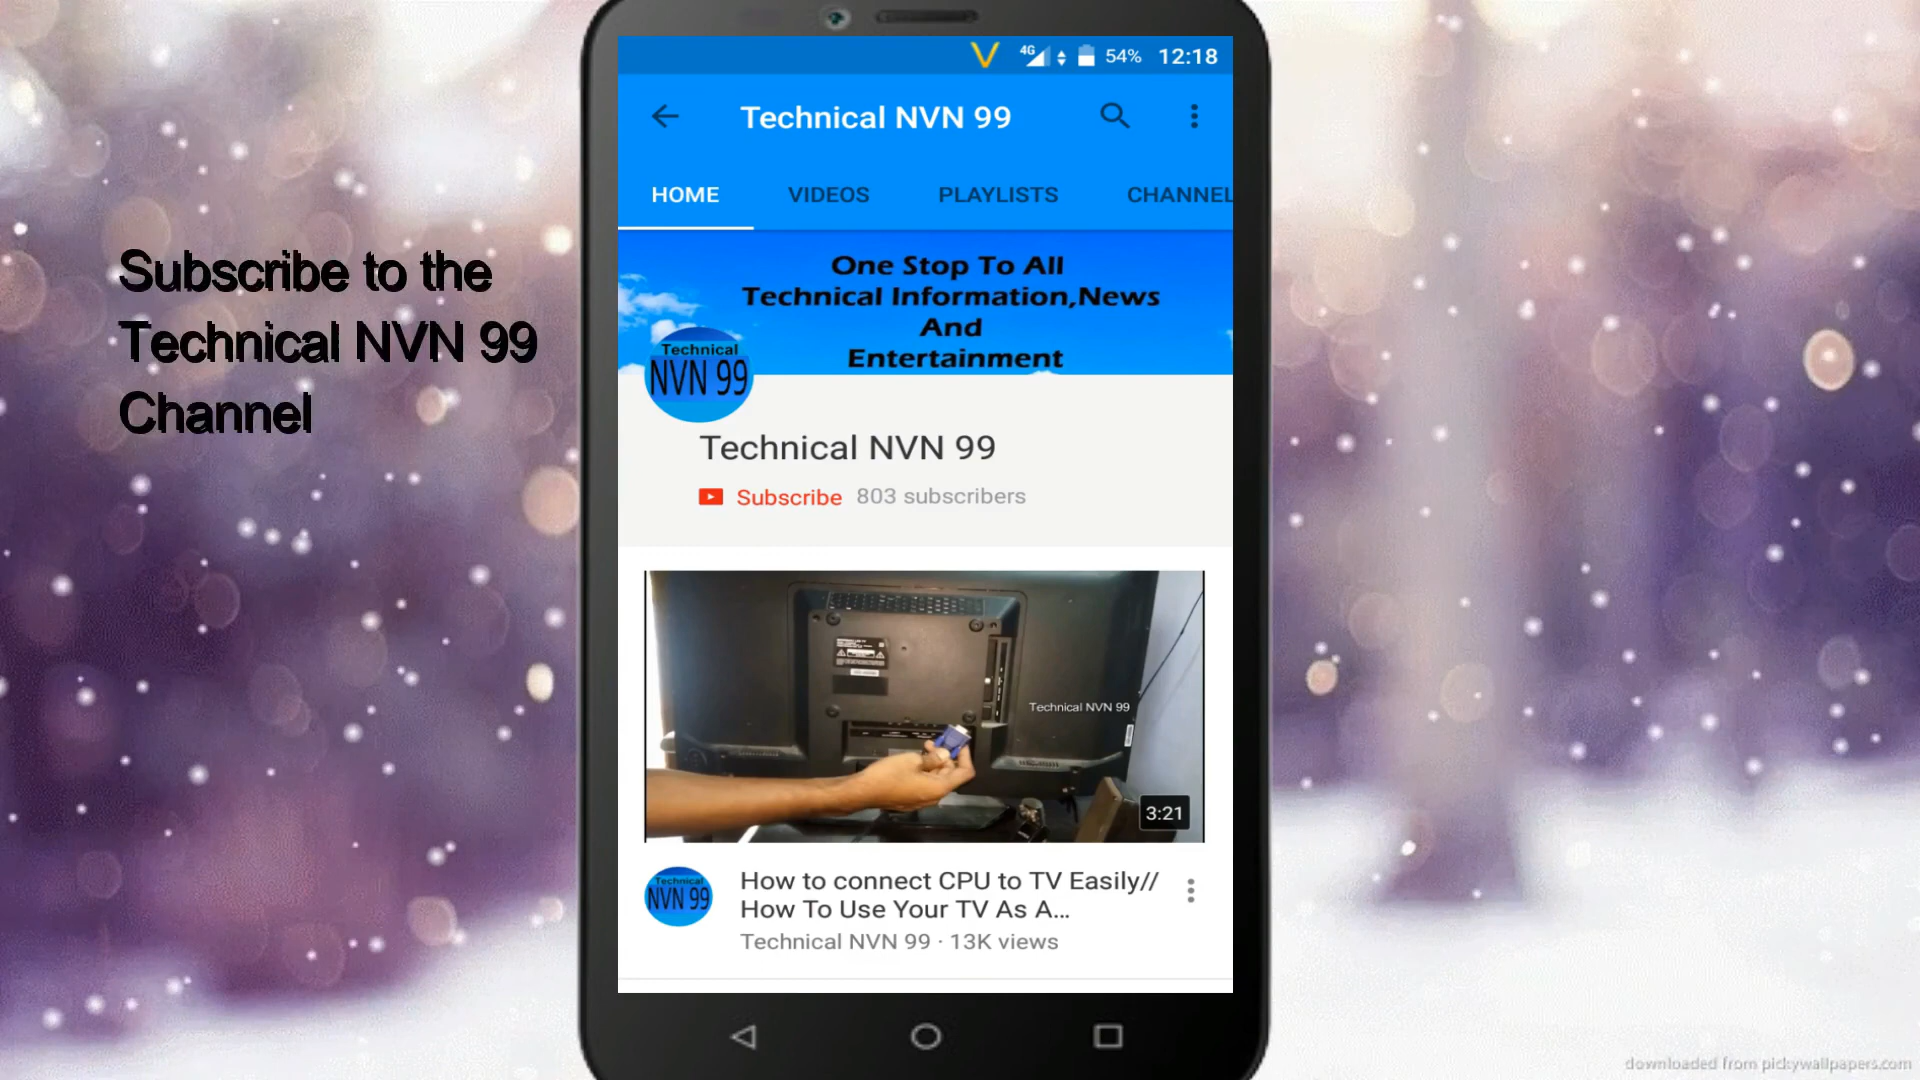 Subscribe to the
Technical NVN 99
Channel
4G 54% 12:18
Technical NVN 99
HOME VIDEOS PLAYLISTS CHANNEL
One Stop To All
Technical Information,News
And
Entertainment
Technical
NVN 99
Technical NVN 99
Subscribe 803 subscribers
Technical NVN 99
3:21
Technical
NVN 99
How to connect CPU to TV Easily//
How To Use Your TV As A...
Technical NVN 99 · 13K views
downloaded from pickywallpapers.com